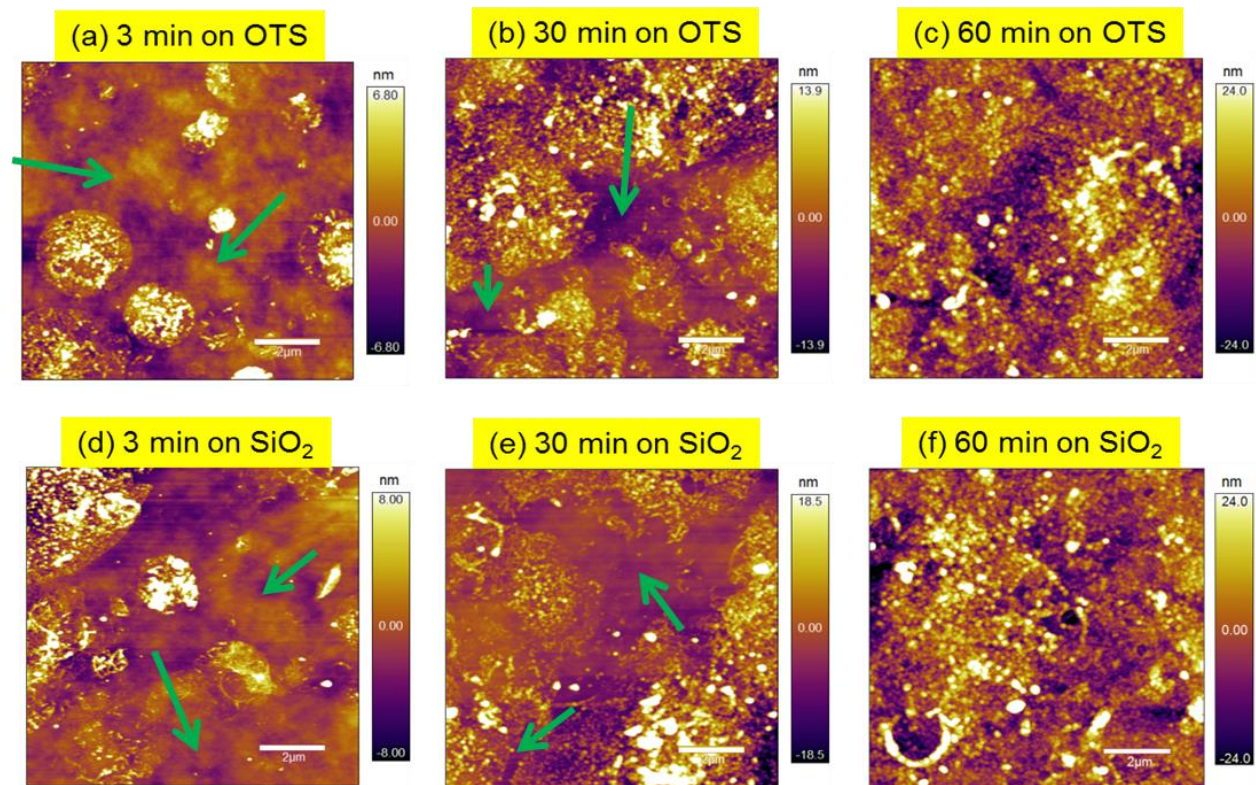 (a) 3 min on OTS
(b) 30 min on OTS
(c) 60 min on OTS
nm
6.80
0.00
-6.80
2μm
nm
13.9
0.00
-13.9
2μm
nm
24.0
0.00
-24.0
2μm
(d) 3 min on SiO₂
(e) 30 min on SiO₂
(f) 60 min on SiO₂
nm
8.00
0.00
-8.00
2μm
nm
18.5
0.00
-18.5
2μm
nm
24.0
0.00
-24.0
2μm